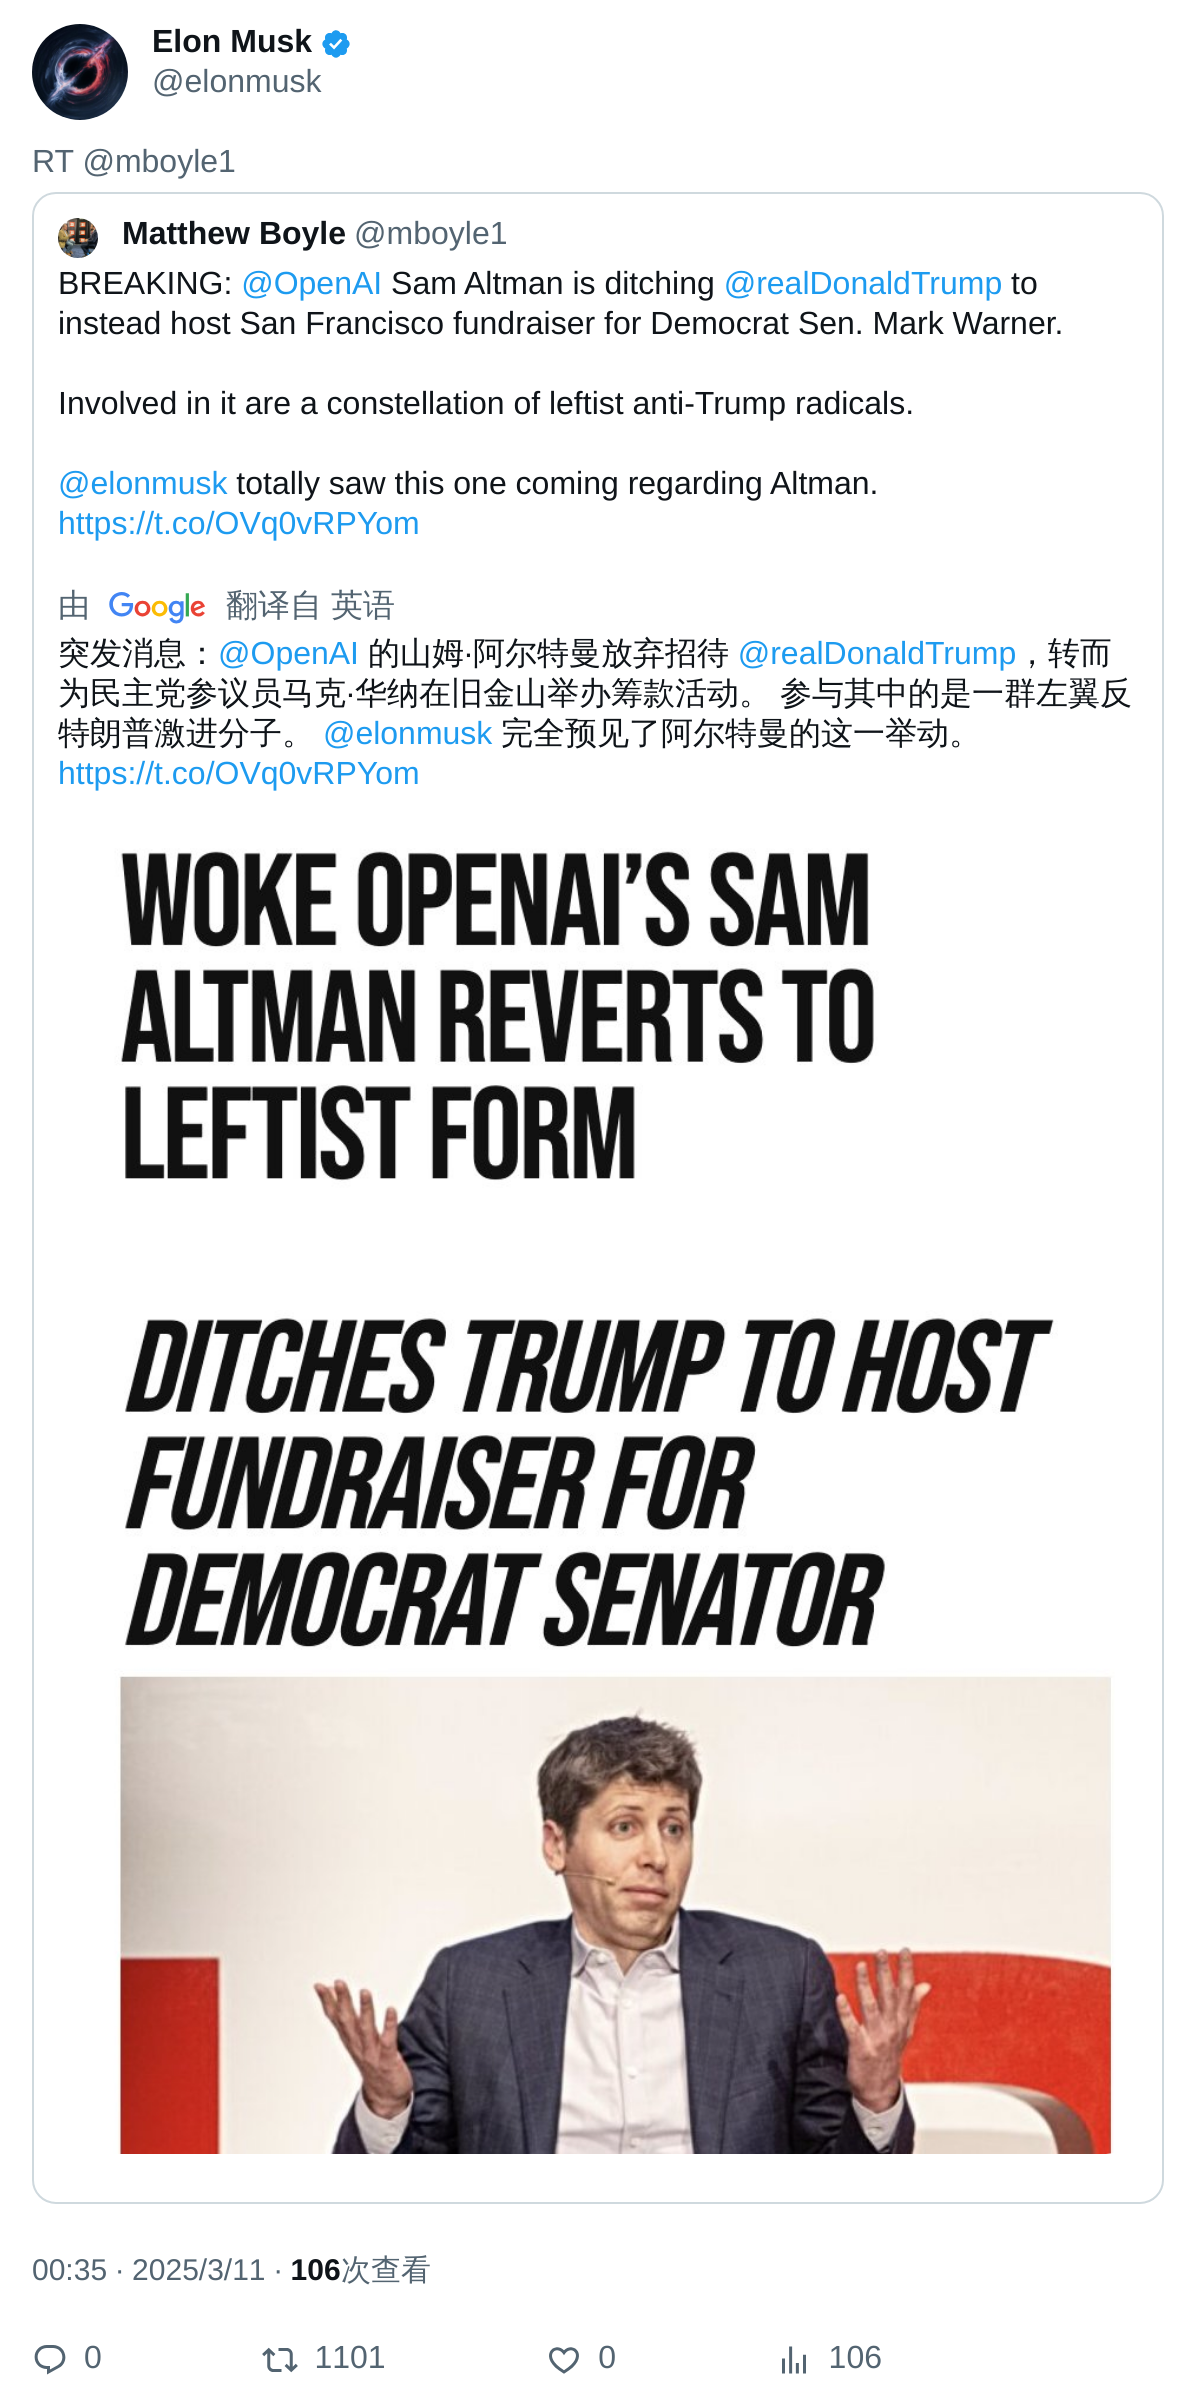 Elon Musk
@elonmusk
RT @mboyle1
Matthew Boyle @mboyle1
BREAKING: @OpenAI Sam Altman is ditching @realDonaldTrump to
instead host San Francisco fundraiser for Democrat Sen. Mark Warner.
Involved in it are a constellation of leftist anti-Trump radicals.
@elonmusk totally saw this one coming regarding Altman.
https://t.co/OVq0vRPYom
由 Google 翻译自 英语
突发消息：@OpenAI 的山姆·阿尔特曼放弃招待 @realDonaldTrump，转而
为民主党参议员马克·华纳在旧金山举办筹款活动。 参与其中的是一群左翼反
特朗普激进分子。 @elonmusk 完全预见了阿尔特曼的这一举动。
https://t.co/OVq0vRPYom
WOKE OPENAI’S SAM
ALTMAN REVERTS TO
LEFTIST FORM
DITCHES TRUMP TO HOST
FUNDRAISER FOR
DEMOCRAT SENATOR
00:35 · 2025/3/11 · 106次查看
0 1101 0 106